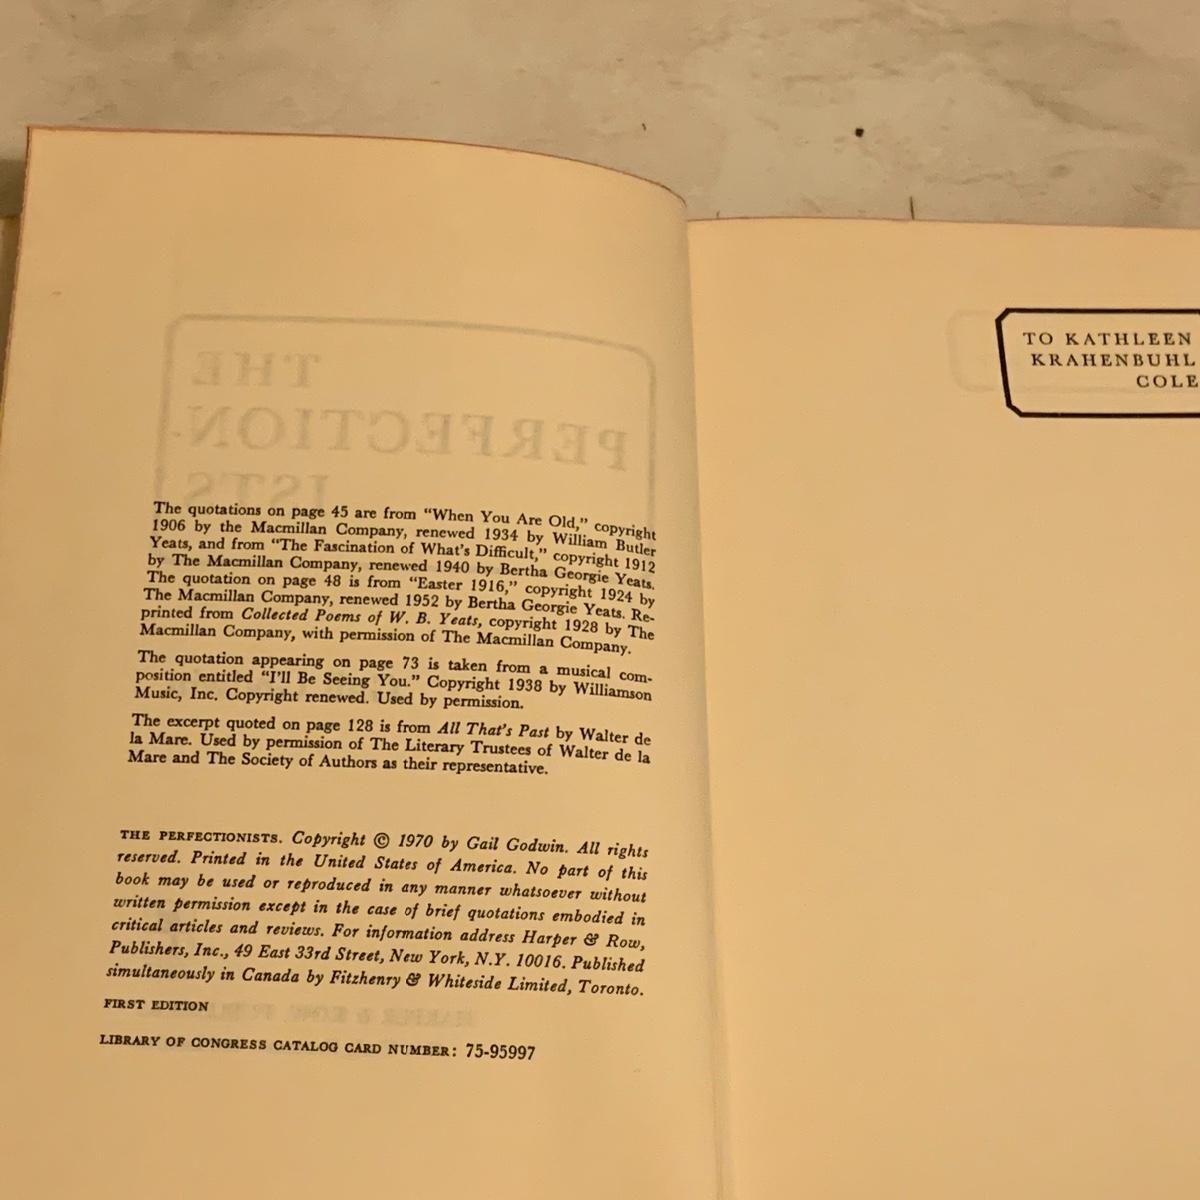 THE
PERFECTION-
ISTS
The quotations on page 45 are from “When You Are Old,” copyright
1906 by the Macmillan Company, renewed 1934 by William Butler
Yeats, and from “The Fascination of What's Difficult,” copyright 1912
by The Macmillan Company, renewed 1940 by Bertha Georgie Yeats.
The quotation on page 48 is from “Easter 1916,” copyright 1924 by
The Macmillan Company, renewed 1952 by Bertha Georgie Yeats. Re-
printed from Collected Poems of W. B. Yeats, copyright 1928 by The
Macmillan Company, with permission of The Macmillan Company.
The quotation appearing on page 73 is taken from a musical com-
position entitled “I'll Be Seeing You.” Copyright 1938 by Williamson
Music, Inc. Copyright renewed. Used by permission.
The excerpt quoted on page 128 is from All That's Past by Walter de
la Mare. Used by permission of The Literary Trustees of Walter de la
Mare and The Society of Authors as their representative.
THE PERFECTIONISTS. Copyright © 1970 by Gail Godwin. All rights
reserved. Printed in the United States of America. No part of this
book may be used or reproduced in any manner whatsoever without
written permission except in the case of brief quotations embodied in
critical articles and reviews. For information address Harper & Row,
Publishers, Inc., 49 East 33rd Street, New York, N.Y. 10016. Published
simultaneously in Canada by Fitzhenry & Whiteside Limited, Toronto.
FIRST EDITION
LIBRARY OF CONGRESS CATALOG CARD NUMBER: 75-95997
TO KATHLEEN
KRAHENBUHL
COLE